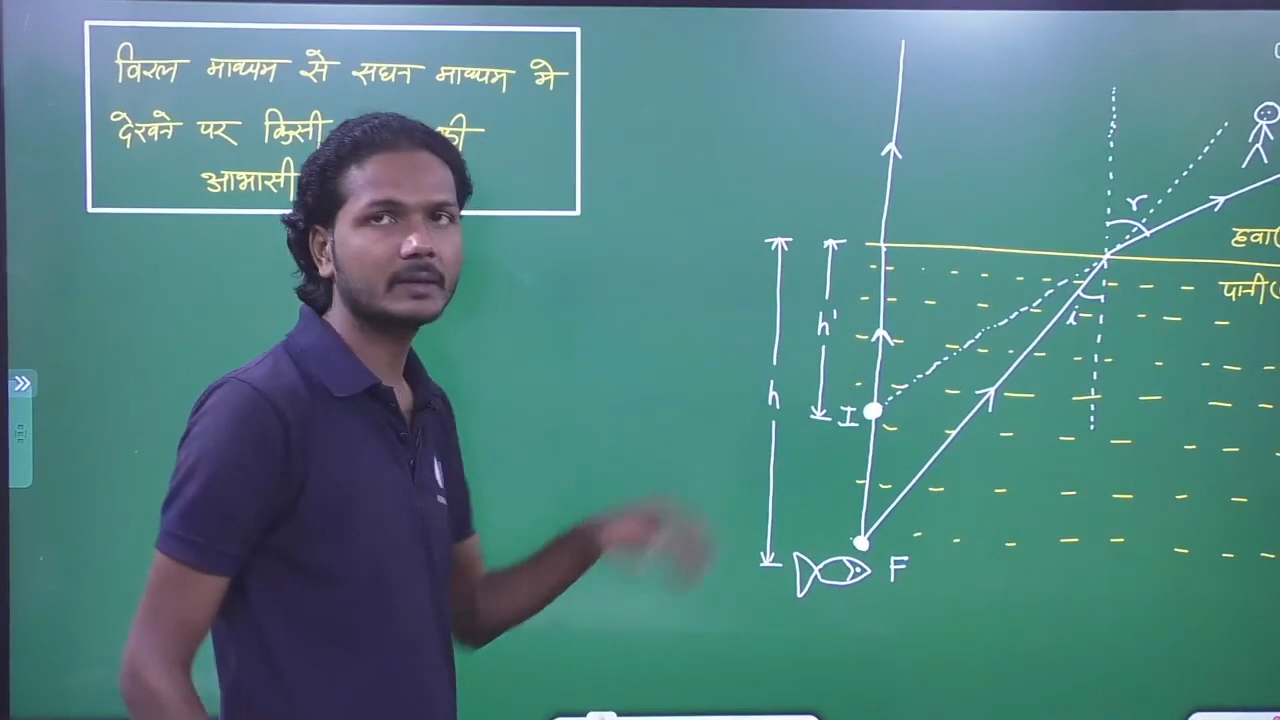 विरल माध्यम से सघन माध्यम मे
देखने पर किसी की
आभासी
r
हवा(
पानी(
i
h'
h
I
F